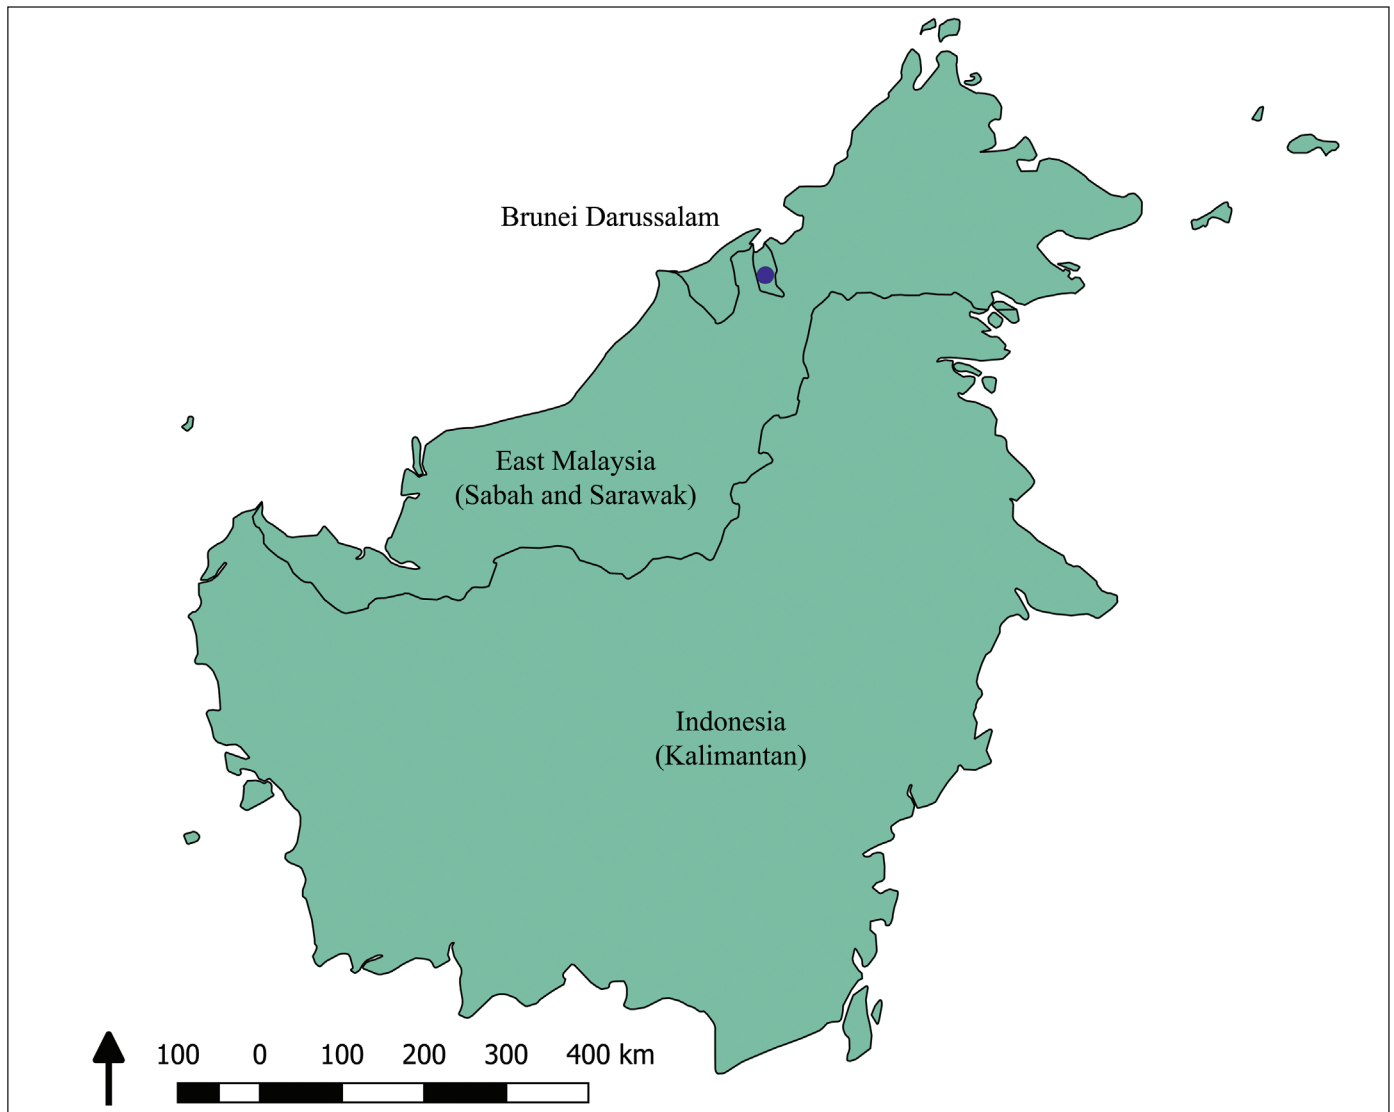 Brunei Darussalam
East Malaysia
(Sabah and Sarawak)
Indonesia
(Kalimantan)
100 0 100 200 300 400 km